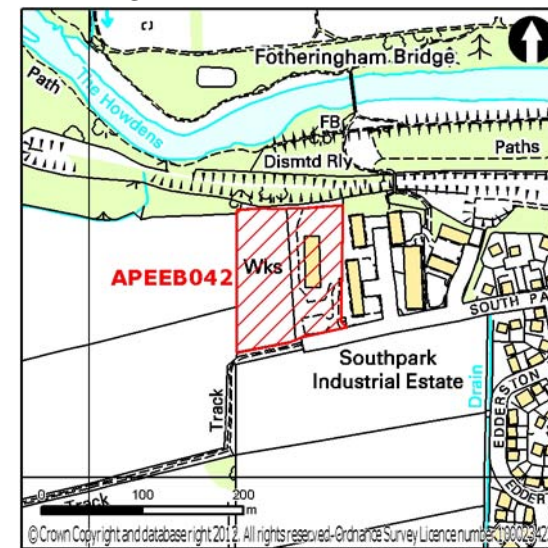 Fotheringham Bridge
Path
The Howdens
FB
Dismtd Rly
Paths
APEEB042
Wks
SOUTH PA
Southpark
Industrial Estate
Drain
EDDERSTON
EDDERT
Track
Track
0 100 200
m
© Crown Copyright and database right 2012. All rights reserved. Ordnance Survey Licence number